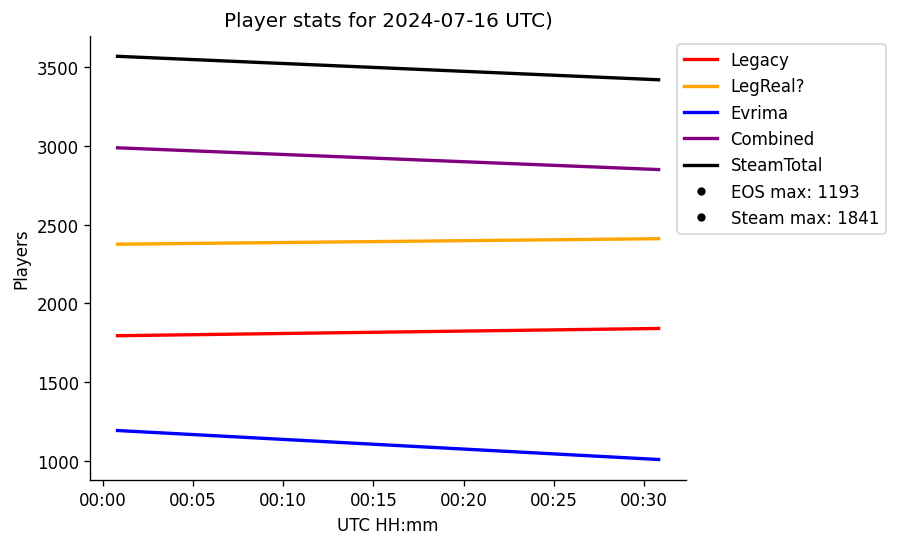 Player stats for 2024-07-16 UTC)
Legacy
LegReal?
Evrima
Combined
SteamTotal
EOS max: 1193
Steam max: 1841
Players
3500
3000
2500
2000
1500
1000
00:00 00:05 00:10 00:15 00:20 00:25 00:30
UTC HH:mm